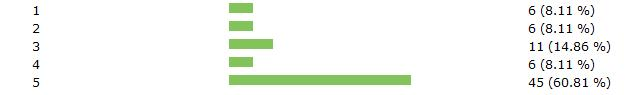 1 6 (8.11 %)
2 6 (8.11 %)
3 11 (14.86 %)
4 6 (8.11 %)
5 45 (60.81 %)